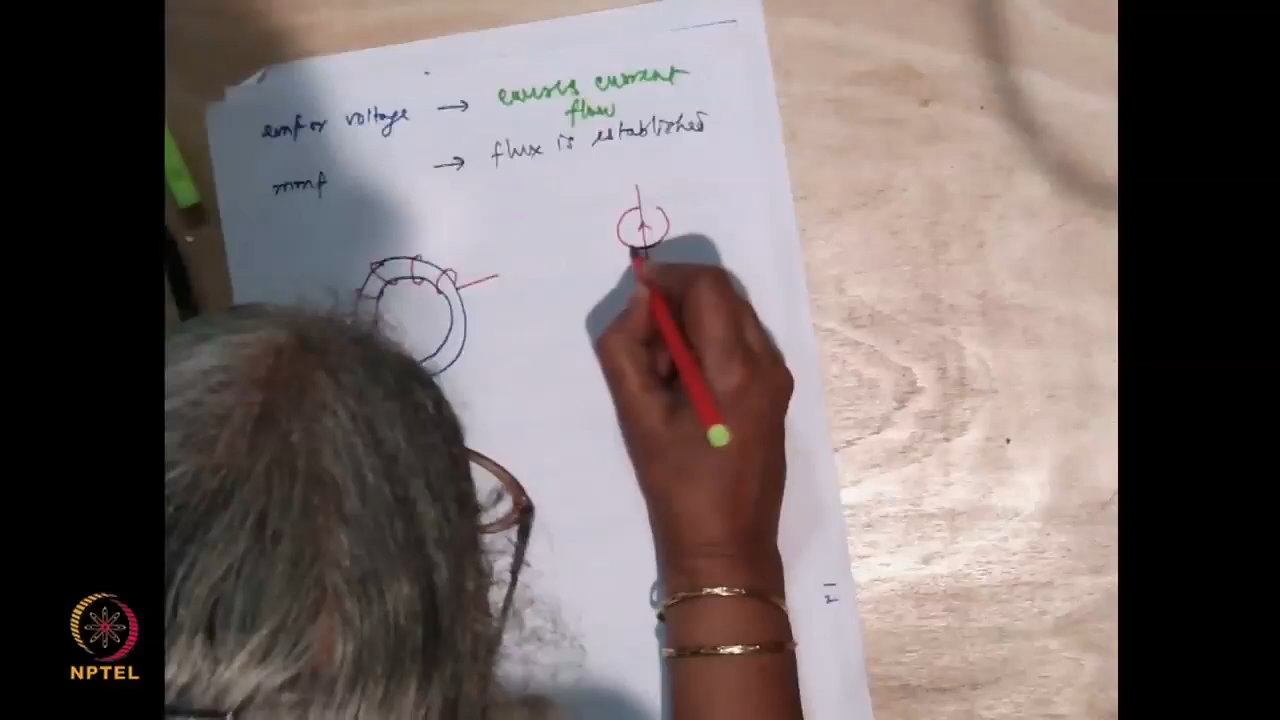 emf or voltage → causes current
flow
mmf → flux is established
NPTEL